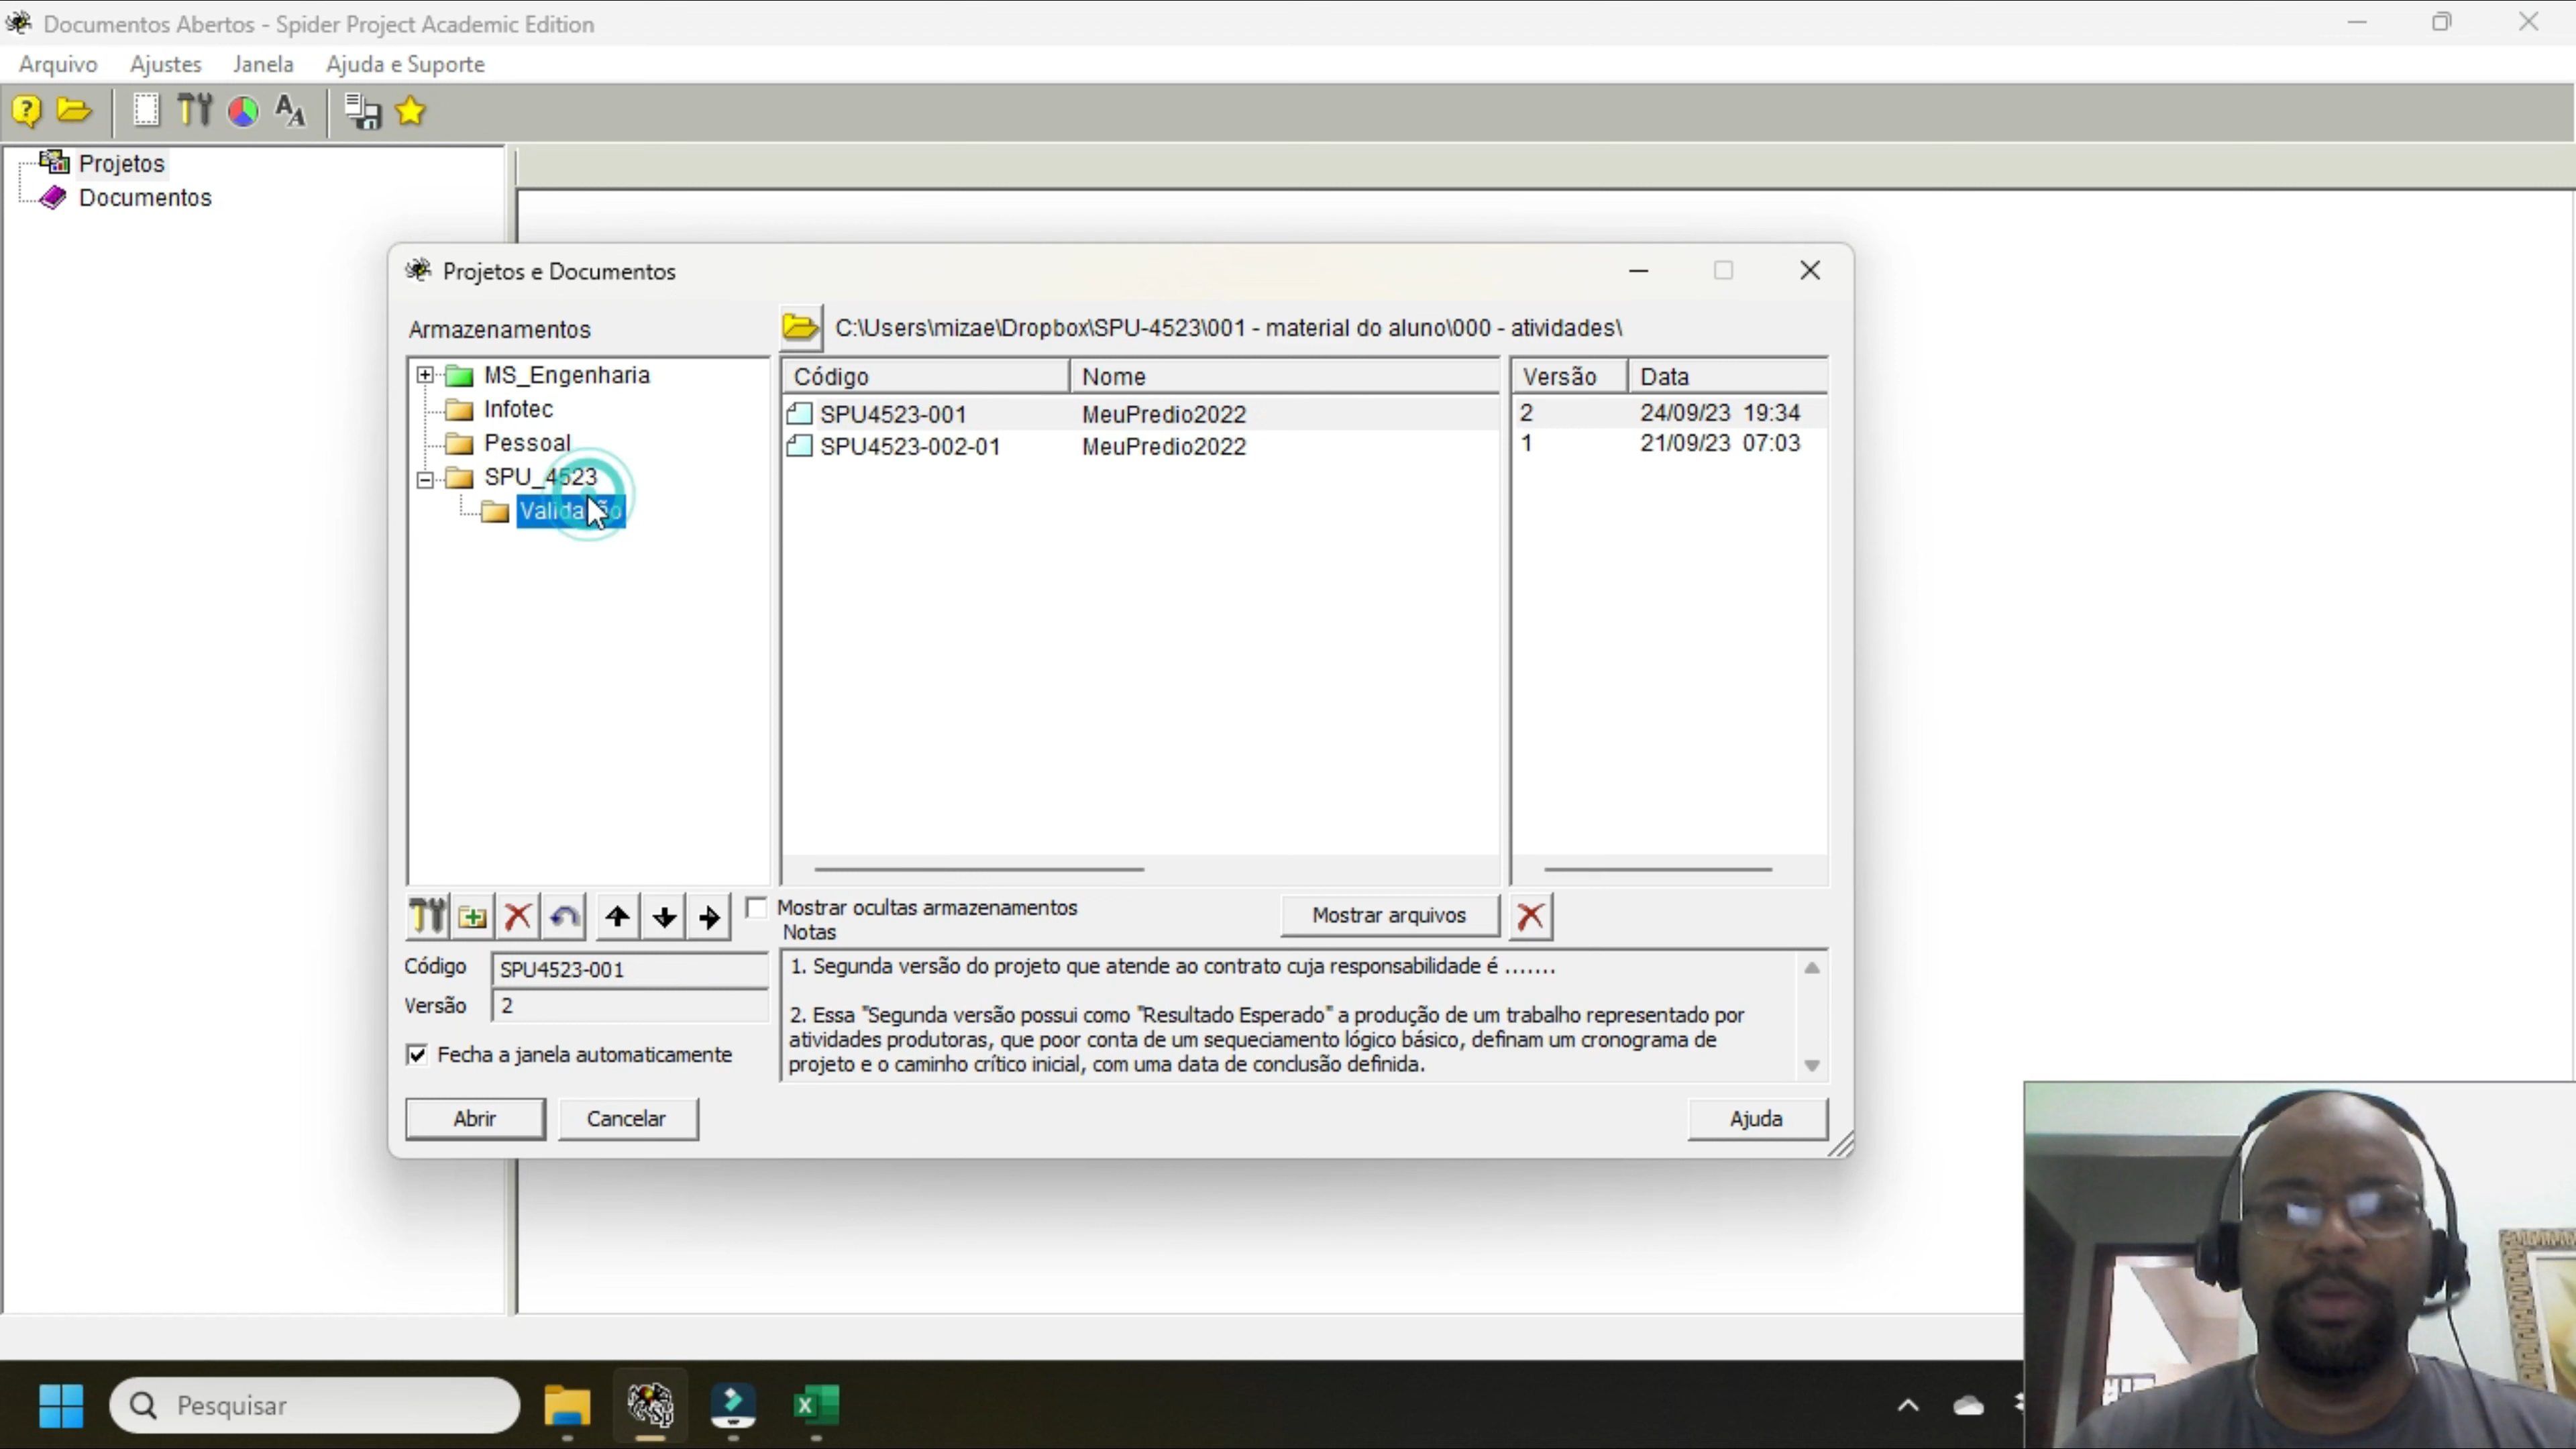 Documentos Abertos - Spider Project Academic Edition
Arquivo Ajustes Janela Ajuda e Suporte
Projetos
Documentos
Projetos e Documentos
Armazenamentos
C:\Users\mizae\Dropbox\SPU-4523\001 - material do aluno\000 - atividades\
MS_Engenharia
Infotec
Pessoal
SPU_4523
Validação
Código Nome
SPU4523-001 MeuPredio2022
SPU4523-002-01 MeuPredio2022
Versão Data
2 24/09/23 19:34
1 21/09/23 07:03
Mostrar ocultas armazenamentos
Mostrar arquivos
Notas
Código SPU4523-001
Versão 2
1. Segunda versão do projeto que atende ao contrato cuja responsabilidade é .......
2. Essa "Segunda versão possui como "Resultado Esperado" a produção de um trabalho representado por
atividades produtoras, que poor conta de um sequeciamento lógico básico, definam um cronograma de
projeto e o caminho crítico inicial, com uma data de conclusão definida.
Fecha a janela automaticamente
Abrir Cancelar Ajuda
Pesquisar